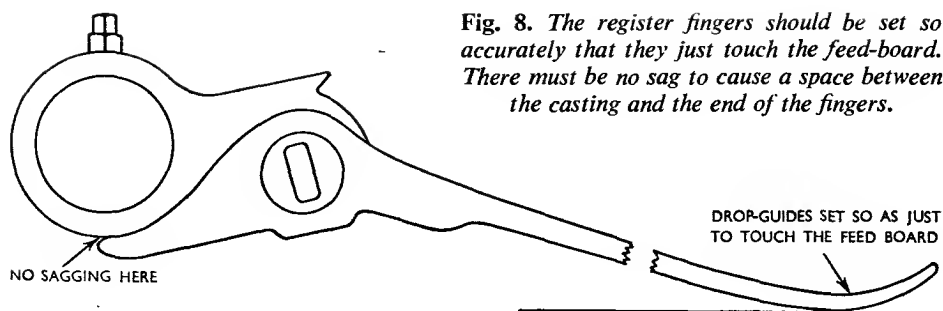 Fig. 8. The register fingers should be set so
accurately that they just touch the feed-board.
There must be no sag to cause a space between
the casting and the end of the fingers.
DROP-GUIDES SET SO AS JUST
TO TOUCH THE FEED BOARD
NO SAGGING HERE